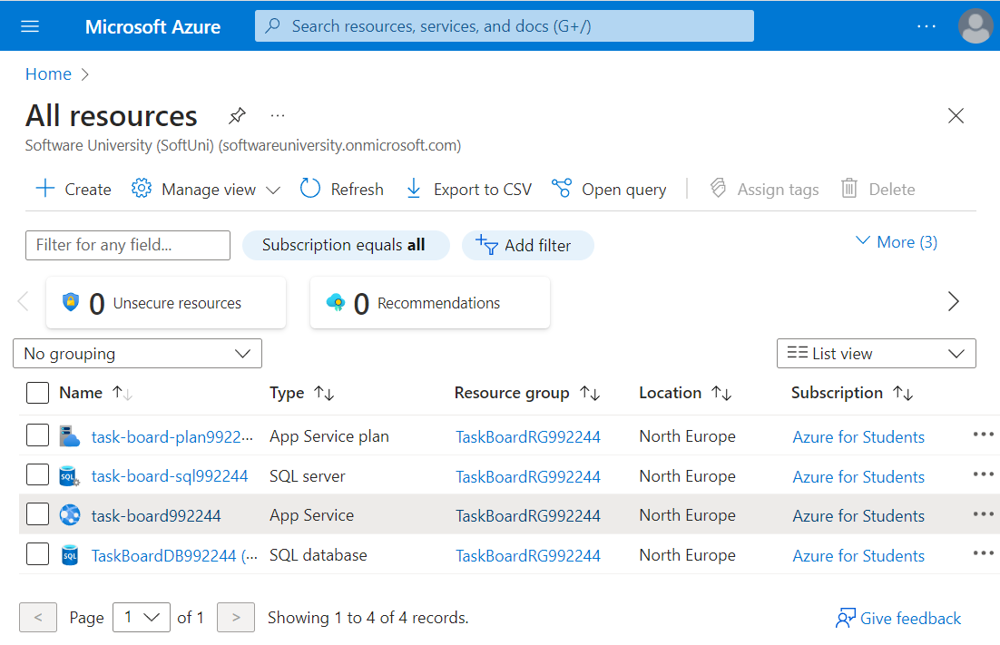 Microsoft Azure
Search resources, services, and docs (G+/)
Home
All resources
Software University (SoftUni) (softwareuniversity.onmicrosoft.com)
Create Manage view Refresh Export to CSV Open query Assign tags Delete
Filter for any field... Subscription equals all Add filter More (3)
0 Unsecure resources 0 Recommendations
No grouping List view
Name Type Resource group Location Subscription
task-board-plan9922... App Service plan TaskBoardRG992244 North Europe Azure for Students
SQL task-board-sql992244 SQL server TaskBoardRG992244 North Europe Azure for Students
task-board992244 App Service TaskBoardRG992244 North Europe Azure for Students
SQL TaskBoardDB992244 (... SQL database TaskBoardRG992244 North Europe Azure for Students
< Page 1 of 1 > Showing 1 to 4 of 4 records. Give feedback